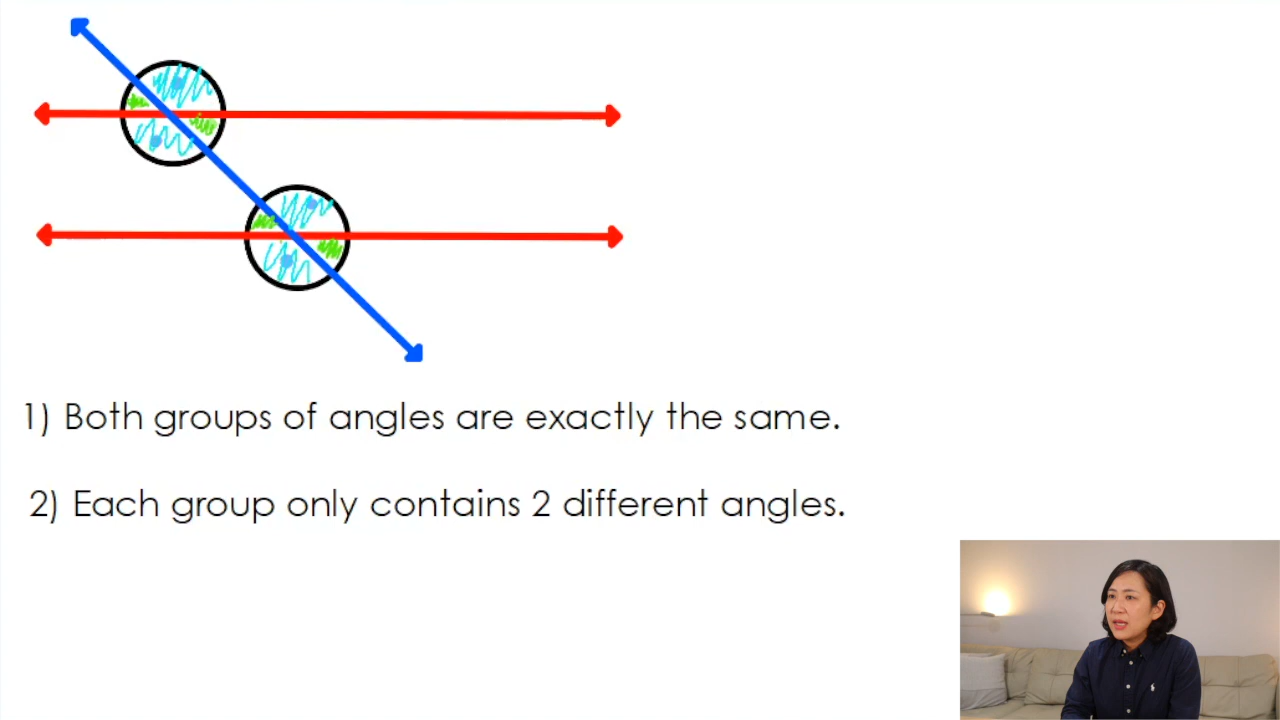 1) Both groups of angles are exactly the same.
2) Each group only contains 2 different angles.